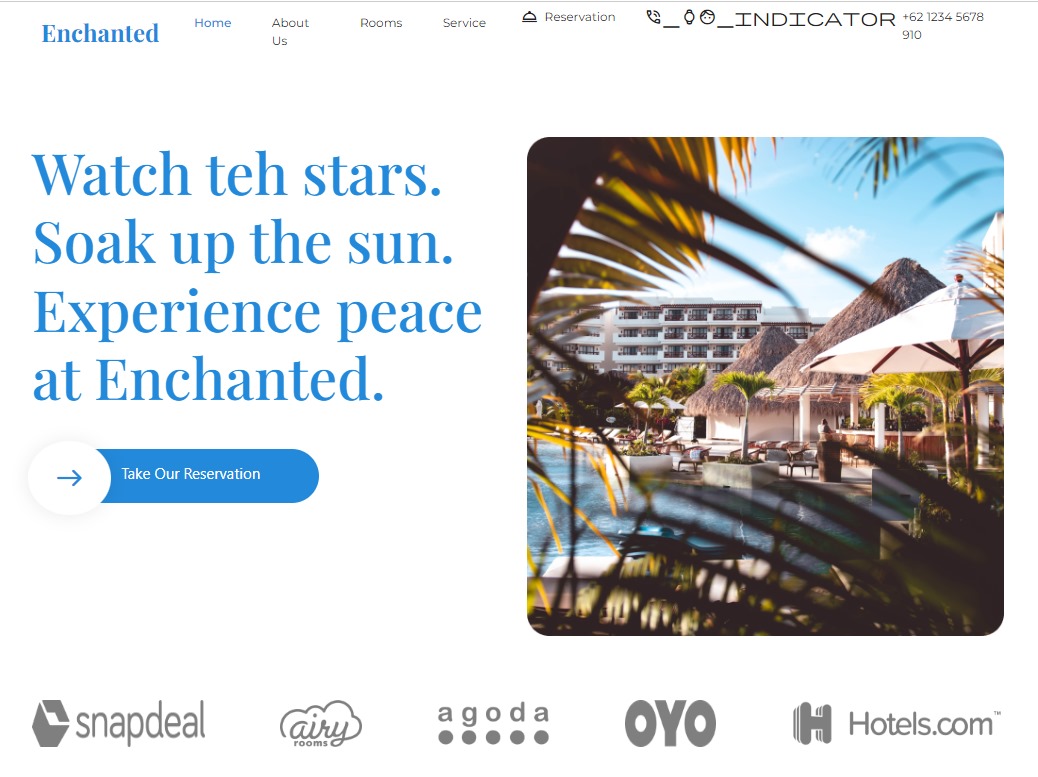 Enchanted
Home
About
Us
Rooms
Service
Reservation
_INDICATOR
+62 1234 5678
910
Watch teh stars.
Soak up the sun.
Experience peace
at Enchanted.
Take Our Reservation
snapdeal
airy
rooms
agoda
OYO
Hotels.com™